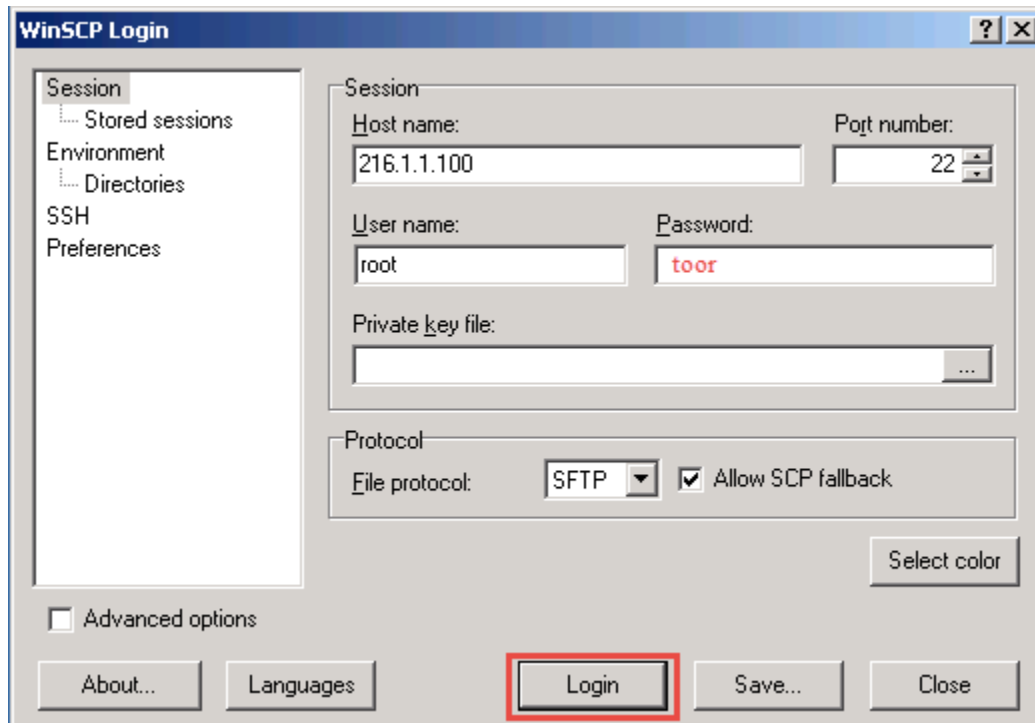 WinSCP Login
Session
Stored sessions
Environment
Directories
SSH
Preferences
Session
Host name:
Port number:
216.1.1.100
22
User name:
Password:
root
toor
Private key file:
...
Protocol
File protocol:
SFTP
Allow SCP fallback
Select color
Advanced options
About...
Languages
Login
Save...
Close